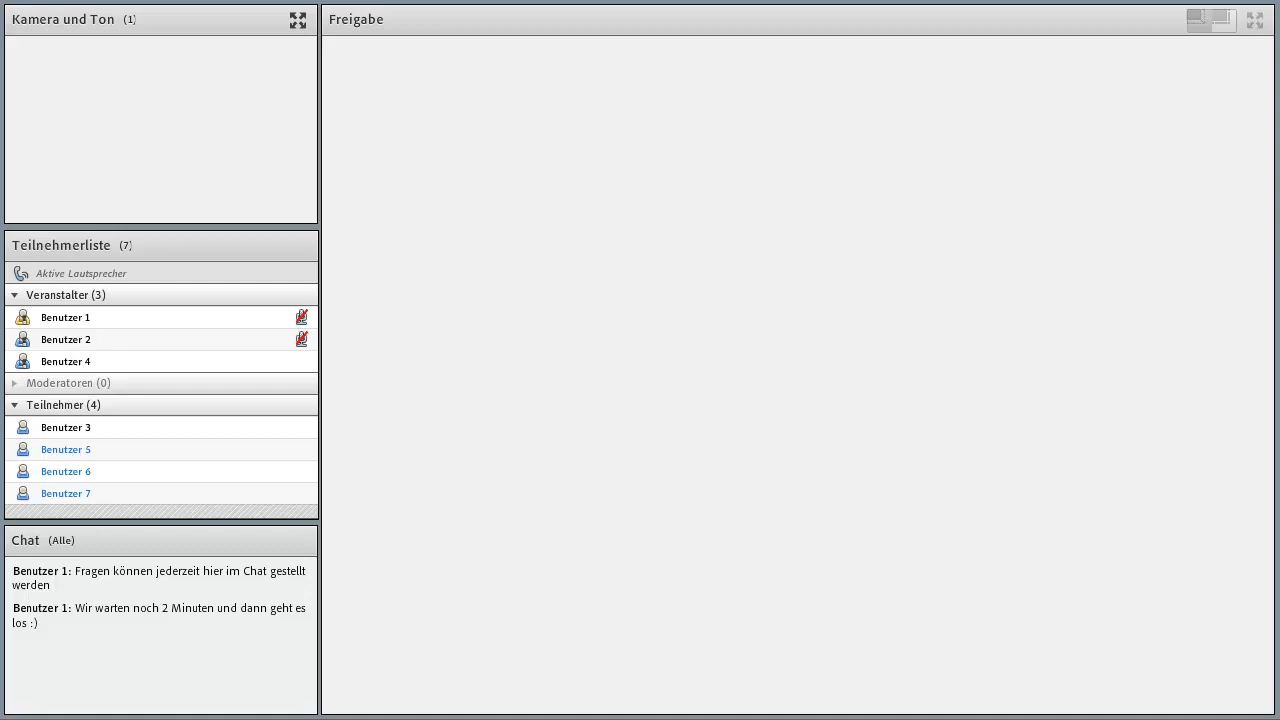 Kamera und Ton (1)
Freigabe
Teilnehmerliste (7)
Aktive Lautsprecher
Veranstalter (3)
Benutzer 1
Benutzer 2
Benutzer 4
Moderatoren (0)
Teilnehmer (4)
Benutzer 3
Benutzer 5
Benutzer 6
Benutzer 7
Chat (Alle)
Benutzer 1: Fragen können jederzeit hier im Chat gestellt
werden
Benutzer 1: Wir warten noch 2 Minuten und dann geht es
los :)